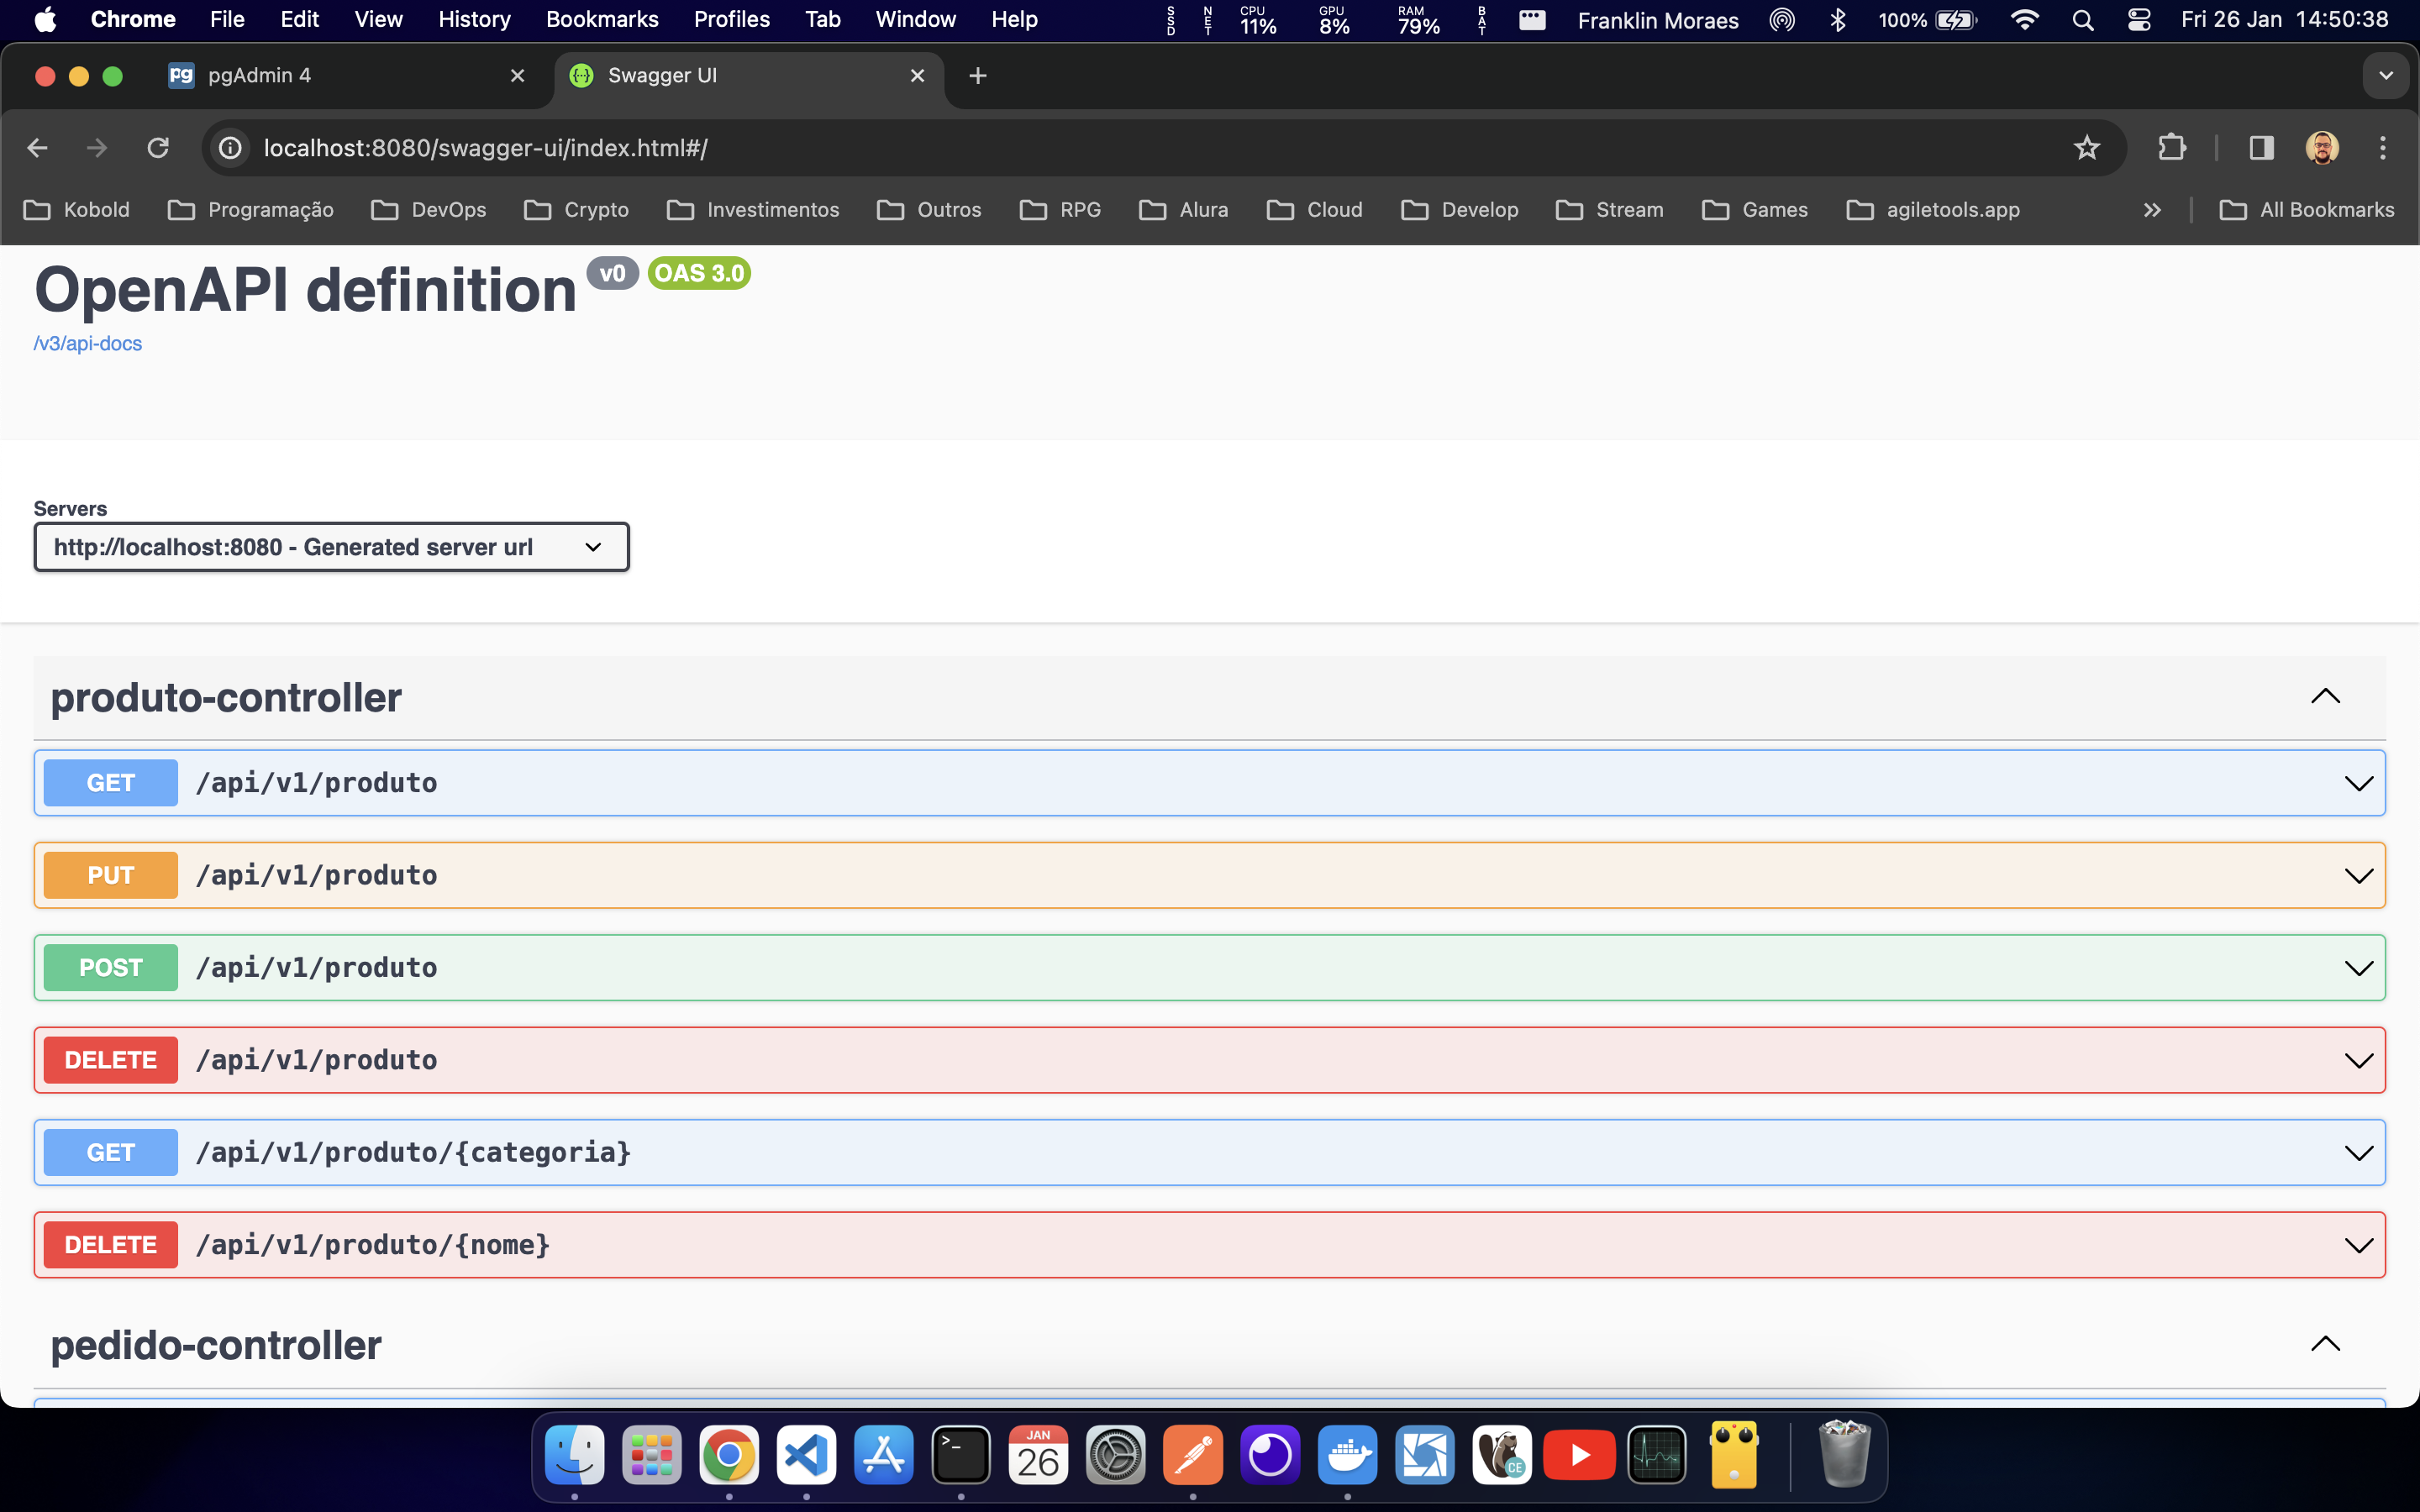 Chrome File Edit View History Bookmarks Profiles Tab Window Help SSD NET CPU 11% GPU 8% RAM 79% BAT Franklin Moraes 100% Fri 26 Jan 14:50:38
pgAdmin 4 Swagger UI
localhost:8080/swagger-ui/index.html#/
Kobold Programação DevOps Crypto Investimentos Outros RPG Alura Cloud Develop Stream Games agiletools.app » All Bookmarks
OpenAPI definition v0 OAS 3.0
/v3/api-docs
Servers
http://localhost:8080 - Generated server url
produto-controller
GET /api/v1/produto
PUT /api/v1/produto
POST /api/v1/produto
DELETE /api/v1/produto
GET /api/v1/produto/{categoria}
DELETE /api/v1/produto/{nome}
pedido-controller
JAN
26
CE